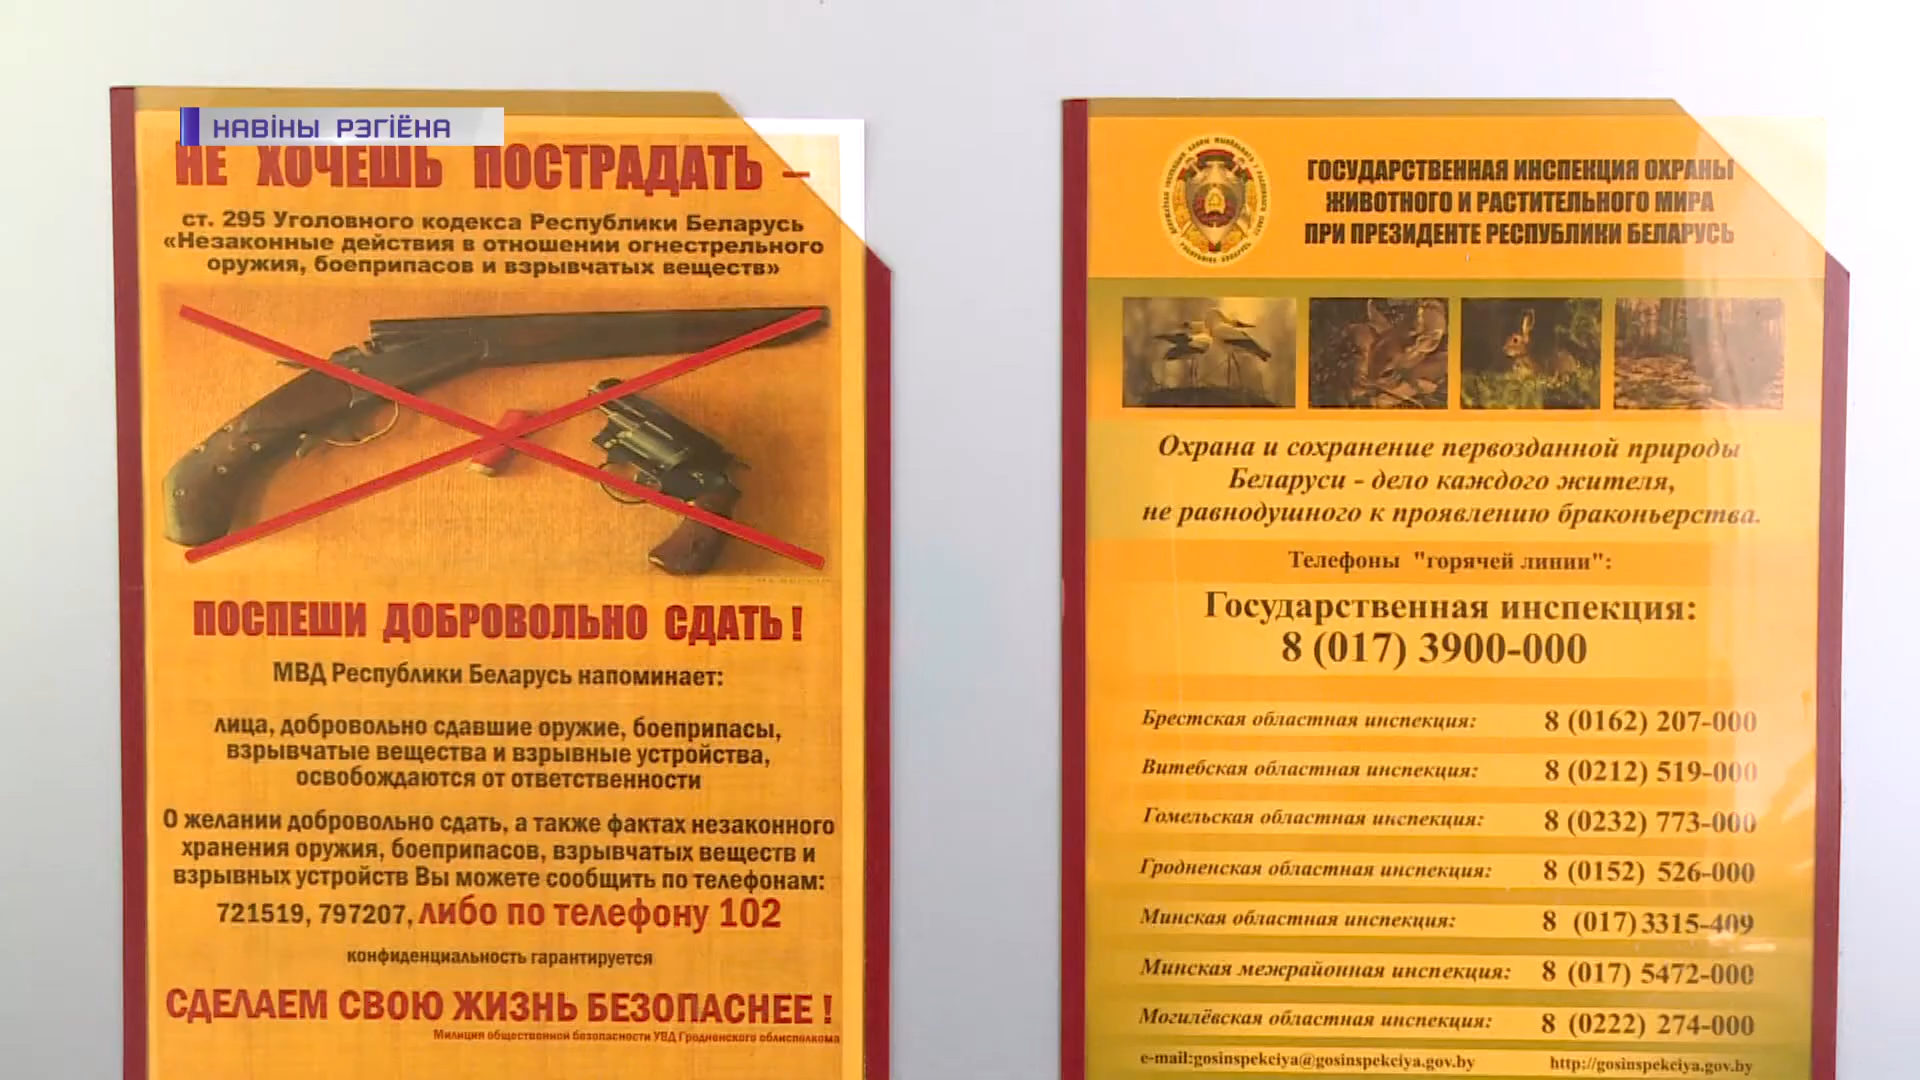 НАВІНЫ РЭГІЁНА
НЕ ХОЧЕШЬ ПОСТРАДАТЬ –
ст. 295 Уголовного кодекса Республики Беларусь
«Незаконные действия в отношении огнестрельного
оружия, боеприпасов и взрывчатых веществ»
ПОСПЕШИ ДОБРОВОЛЬНО СДАТЬ !
МВД Республики Беларусь напоминает:
лица, добровольно сдавшие оружие, боеприпасы,
взрывчатые вещества и взрывные устройства,
освобождаются от ответственности
О желании добровольно сдать, а также фактах незаконного
хранения оружия, боеприпасов, взрывчатых веществ и
взрывных устройств Вы можете сообщить по телефонам:
721519, 797207, либо по телефону 102
конфиденциальность гарантируется
СДЕЛАЕМ СВОЮ ЖИЗНЬ БЕЗОПАСНЕЕ !
Милиция общественной безопасности УВД Гродненского облисполкома
ГОСУДАРСТВЕННАЯ ИНСПЕКЦИЯ ОХРАНЫ
ЖИВОТНОГО И РАСТИТЕЛЬНОГО МИРА
ПРИ ПРЕЗИДЕНТЕ РЕСПУБЛИКИ БЕЛАРУСЬ
Охрана и сохранение первозданной природы
Беларуси - дело каждого жителя,
не равнодушного к проявлению браконьерства.
Телефоны "горячей линии":
Государственная инспекция:
8 (017) 3900-000
Брестская областная инспекция: 8 (0162) 207-000
Витебская областная инспекция: 8 (0212) 519-000
Гомельская областная инспекция: 8 (0232) 773-000
Гродненская областная инспекция: 8 (0152) 526-000
Минская областная инспекция: 8 (017) 3315-409
Минская межрайонная инспекция: 8 (017) 5472-000
Могилёвская областная инспекция: 8 (0222) 274-000
e-mail:gosinspekciya@gosinspekciya.gov.by http://gosinspekciya.gov.by